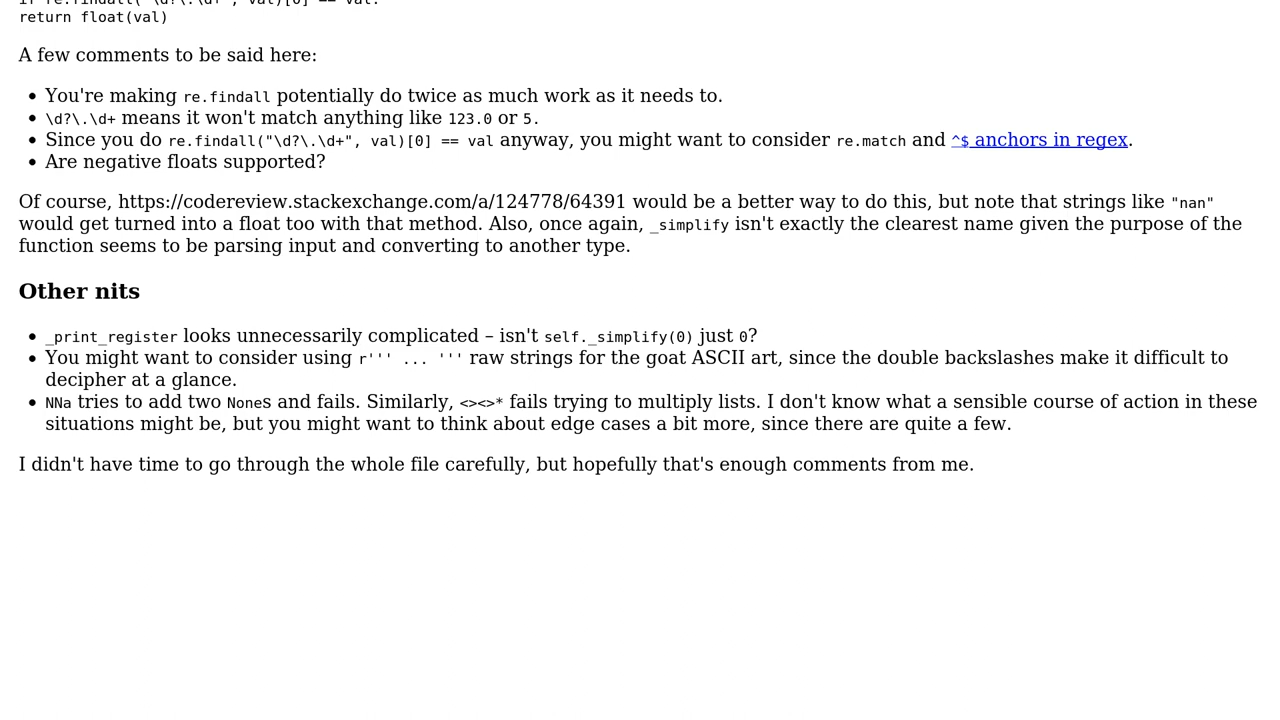 if re.findall("\d?\.\d+", val)[0] == val:
return float(val)
A few comments to be said here:
You're making re.findall potentially do twice as much work as it needs to.
\d?\.\d+ means it won't match anything like 123.0 or 5.
Since you do re.findall("\d?\.\d+", val)[0] == val anyway, you might want to consider re.match and ^$ anchors in regex.
Are negative floats supported?
Of course, https://codereview.stackexchange.com/a/124778/64391 would be a better way to do this, but note that strings like "nan"
would get turned into a float too with that method. Also, once again, _simplify isn't exactly the clearest name given the purpose of the
function seems to be parsing input and converting to another type.
Other nits
_print_register looks unnecessarily complicated – isn't self._simplify(0) just 0?
You might want to consider using r''' ... ''' raw strings for the goat ASCII art, since the double backslashes make it difficult to
decipher at a glance.
NNa tries to add two Nones and fails. Similarly, <><>* fails trying to multiply lists. I don't know what a sensible course of action in these
situations might be, but you might want to think about edge cases a bit more, since there are quite a few.
I didn't have time to go through the whole file carefully, but hopefully that's enough comments from me.